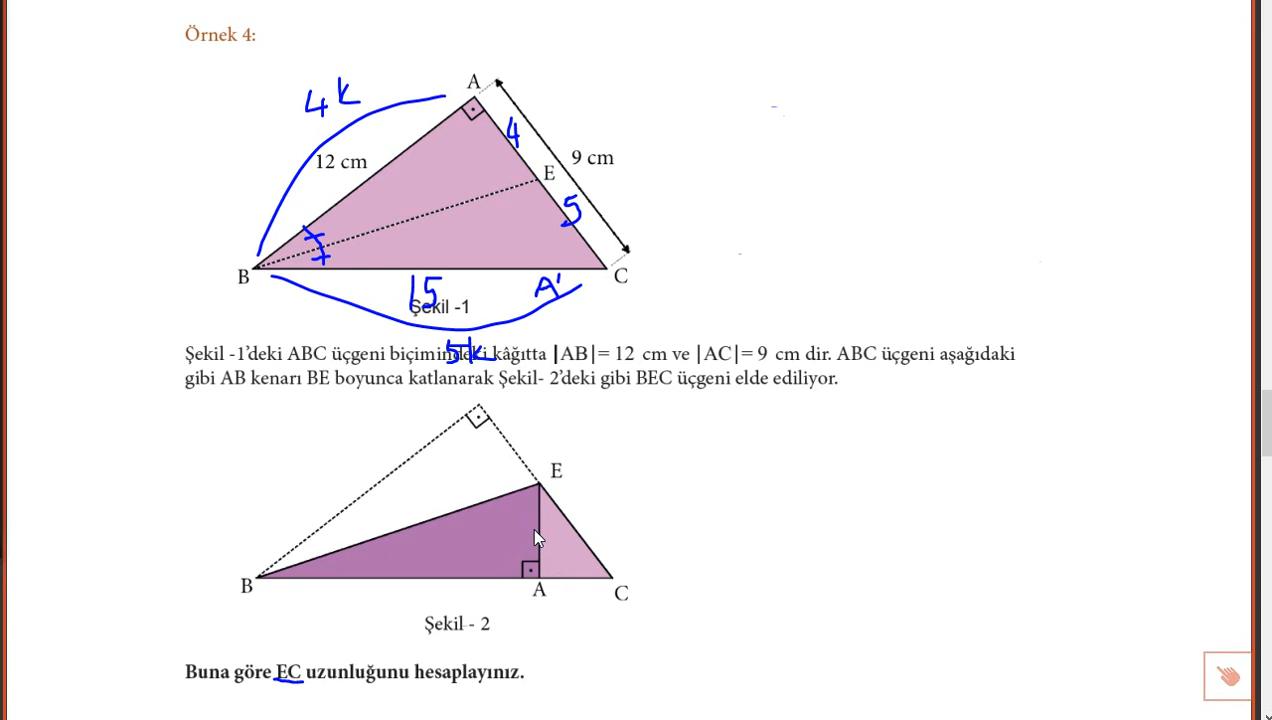 Örnek 4:
4k
A
4
12 cm
9 cm
E
5
B
C
15
A'
Şekil -1
5k
Şekil -1'deki ABC üçgeni biçimindeki kâğıtta |AB|= 12 cm ve |AC|= 9 cm dir. ABC üçgeni aşağıdaki
gibi AB kenarı BE boyunca katlanarak Şekil- 2'deki gibi BEC üçgeni elde ediliyor.
E
B
A
C
Şekil - 2
Buna göre EC uzunluğunu hesaplayınız.